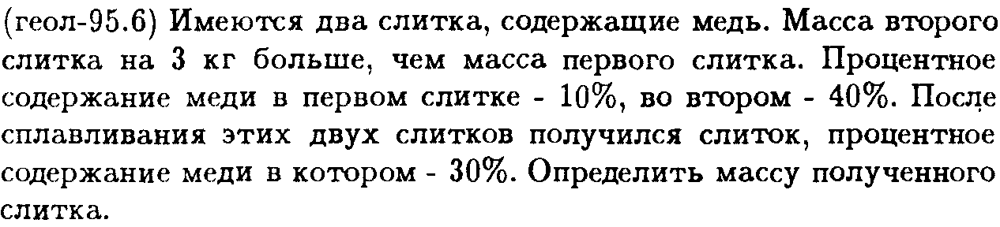 (геол-95.6) Имеются два слитка, содержащие медь. Масса второго
слитка на 3 кг больше, чем масса первого слитка. Процентное
содержание меди в первом слитке - 10%, во втором - 40%. После
сплавливания этих двух слитков получился слиток, процентное
содержание меди в котором - 30%. Определить массу полученного
слитка.